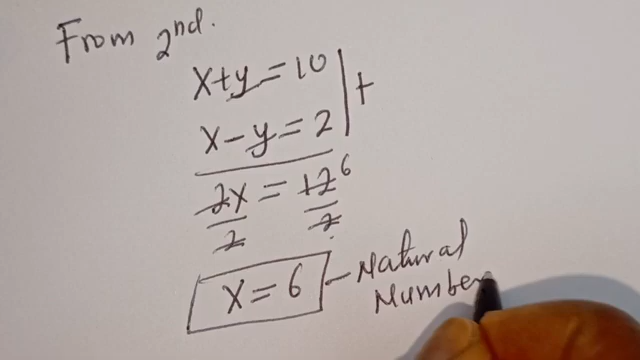 From 2nd.
x+y=10 | +
x-y=2
2x/2 = 12/2 6
x=6 - Natural
Number